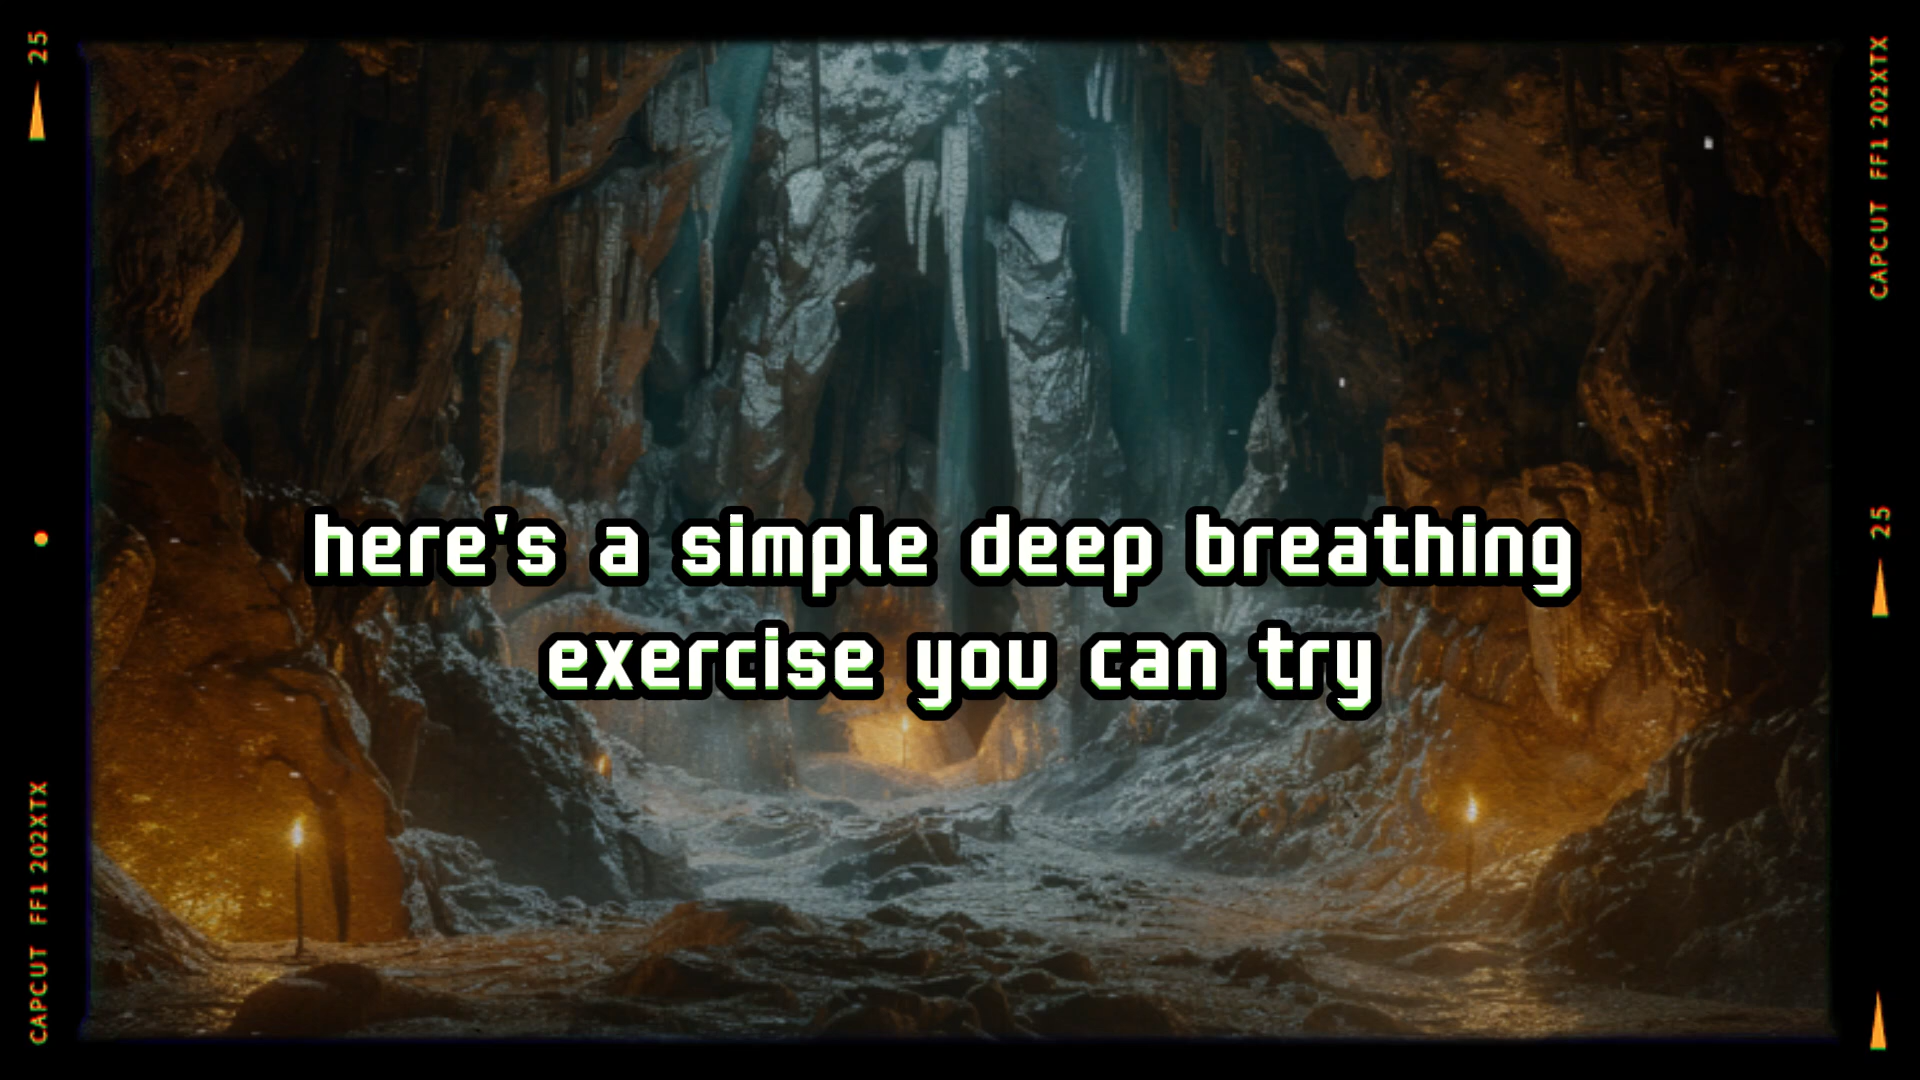 25
CAPCUT FF1 202XTX
here's a simple deep breathing
exercise you can try
25
CAPCUT FF1 202XTX